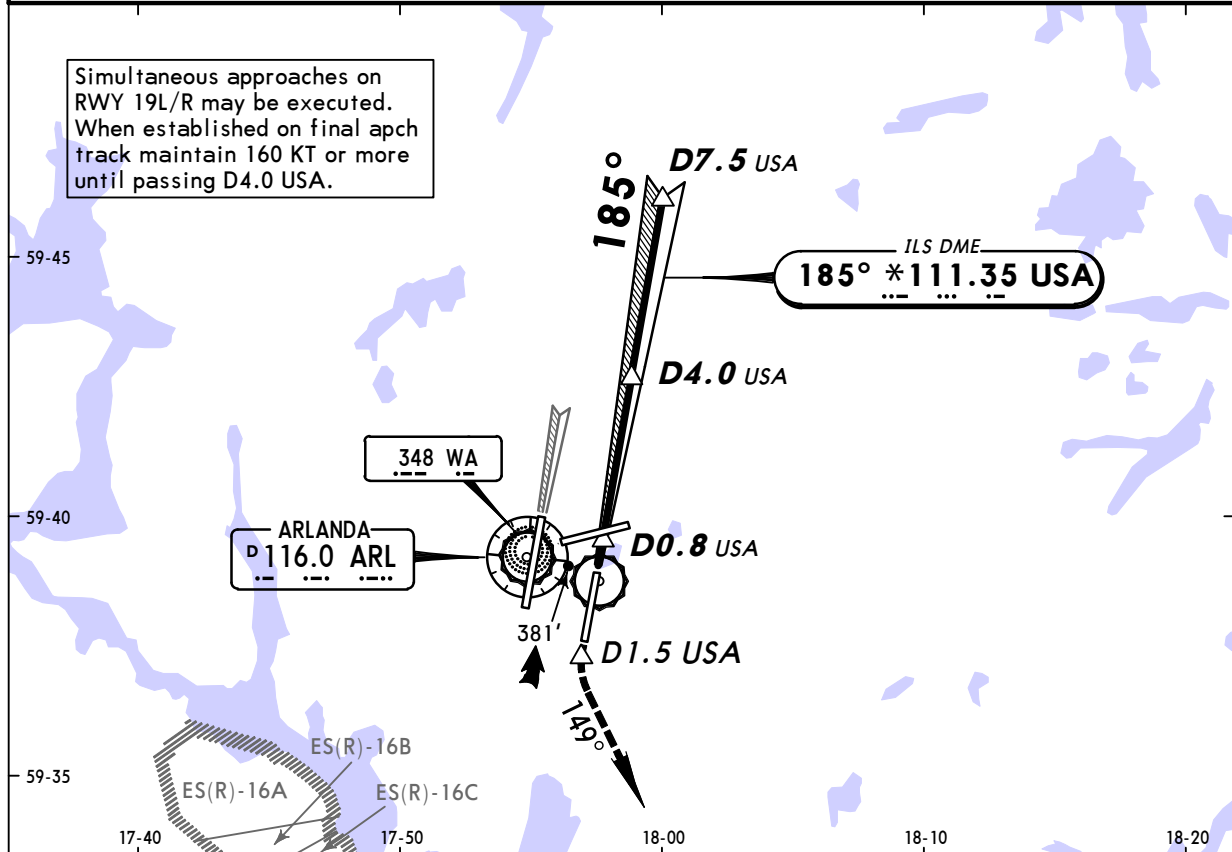 Simultaneous approaches on
RWY 19L/R may be executed.
When established on final apch
track maintain 160 KT or more
until passing D4.0 USA.
185°
D7.5 USA
59-45
ILS DME
185° *111.35 USA
D4.0 USA
348 WA
59-40
ARLANDA
D 116.0 ARL
D0.8 USA
381'
D1.5 USA
149°
ES(R)-16B
59-35
ES(R)-16A
ES(R)-16C
17-40
17-50
18-00
18-10
18-20